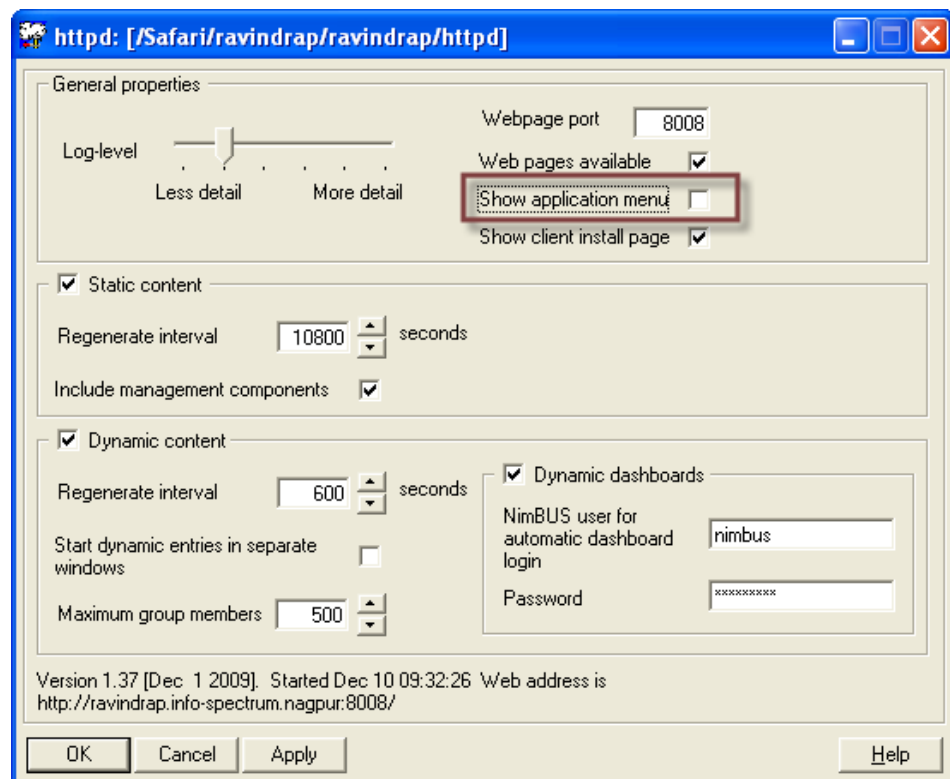 httpd: [/Safari/ravindrap/ravindrap/httpd]
General properties
Log-level
Less detail More detail
Webpage port 8008
Web pages available
Show application menu
Show client install page
Static content
Regenerate interval 10800 seconds
Include management components
Dynamic content
Regenerate interval 600 seconds
Start dynamic entries in separate
windows
Maximum group members 500
Dynamic dashboards
NimBUS user for
automatic dashboard
login
nimbus
Password xxxxxxxxx
Version 1.37 [Dec 1 2009]. Started Dec 10 09:32:26 Web address is
http://ravindrap.info-spectrum.nagpur:8008/
OK Cancel Apply Help